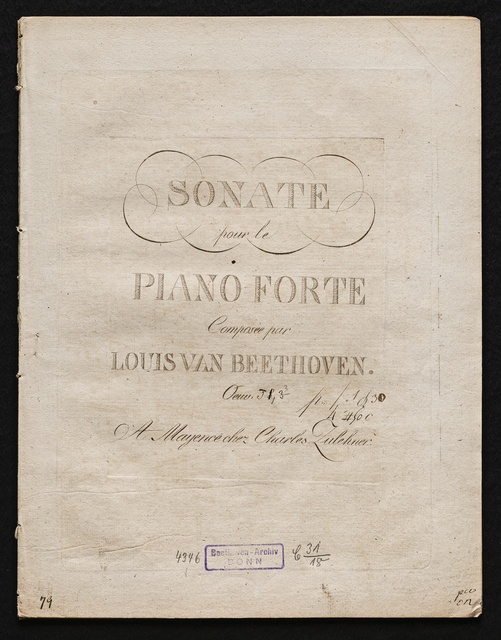 SONATE
pour le
PIANO-FORTE
Composée par
LOUIS VAN BEETHOVEN.
Oeuv.
A Mayence chez Charles Zulehner
4346
Beethoven-Archiv
BONN
C 31/18
79